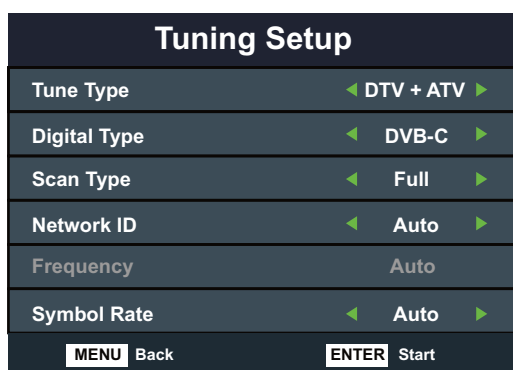 Tuning Setup
Tune Type DTV + ATV
Digital Type DVB-C
Scan Type Full
Network ID Auto
Frequency Auto
Symbol Rate Auto
MENU Back ENTER Start